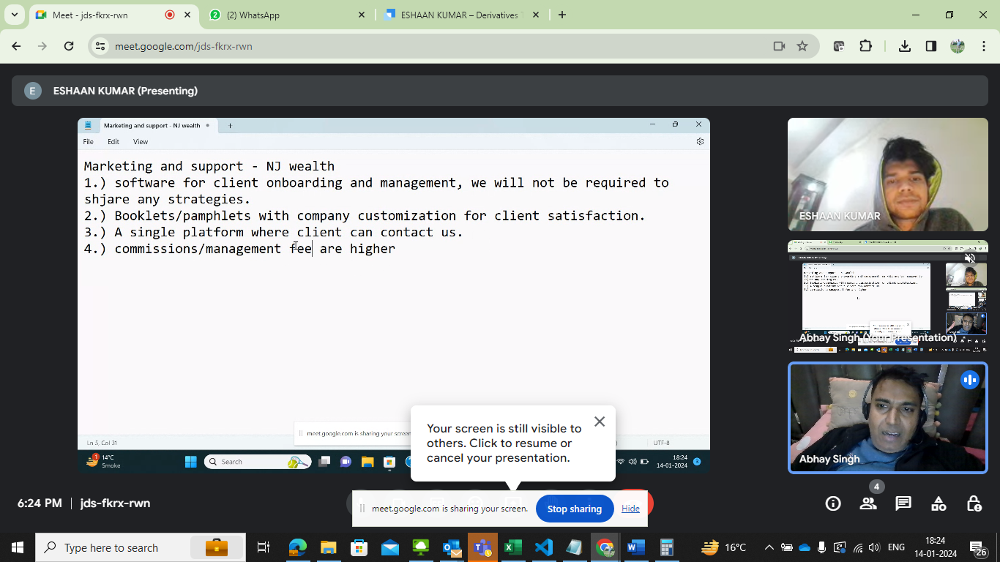 Meet - jds-fkrx-rwn
(2) WhatsApp
ESHAAN KUMAR – Derivatives T
meet.google.com/jds-fkrx-rwn
E ESHAAN KUMAR (Presenting)
Marketing and support - NJ wealth
File Edit View
Marketing and support - NJ wealth
1.) software for client onboarding and management, we will not be required to
shjare any strategies.
2.) Booklets/pamphlets with company customization for client satisfaction.
3.) A single platform where client can contact us.
4.) commissions/management fee are higher
ESHAAN KUMAR
Abhay Singh (Your Presentation)
Abhay Singh
meet.google.com is sharing your screen
Ln 5, Col 31
UTF-8
1
14°C
Smoke
Search
18:24
14-01-2024
3
Your screen is still visible to
others. Click to resume or
cancel your presentation.
6:24 PM | jds-fkrx-rwn
meet.google.com is sharing your screen.
Stop sharing
Hide
4
Type here to search
16°C
ENG
18:24
14-01-2024
26